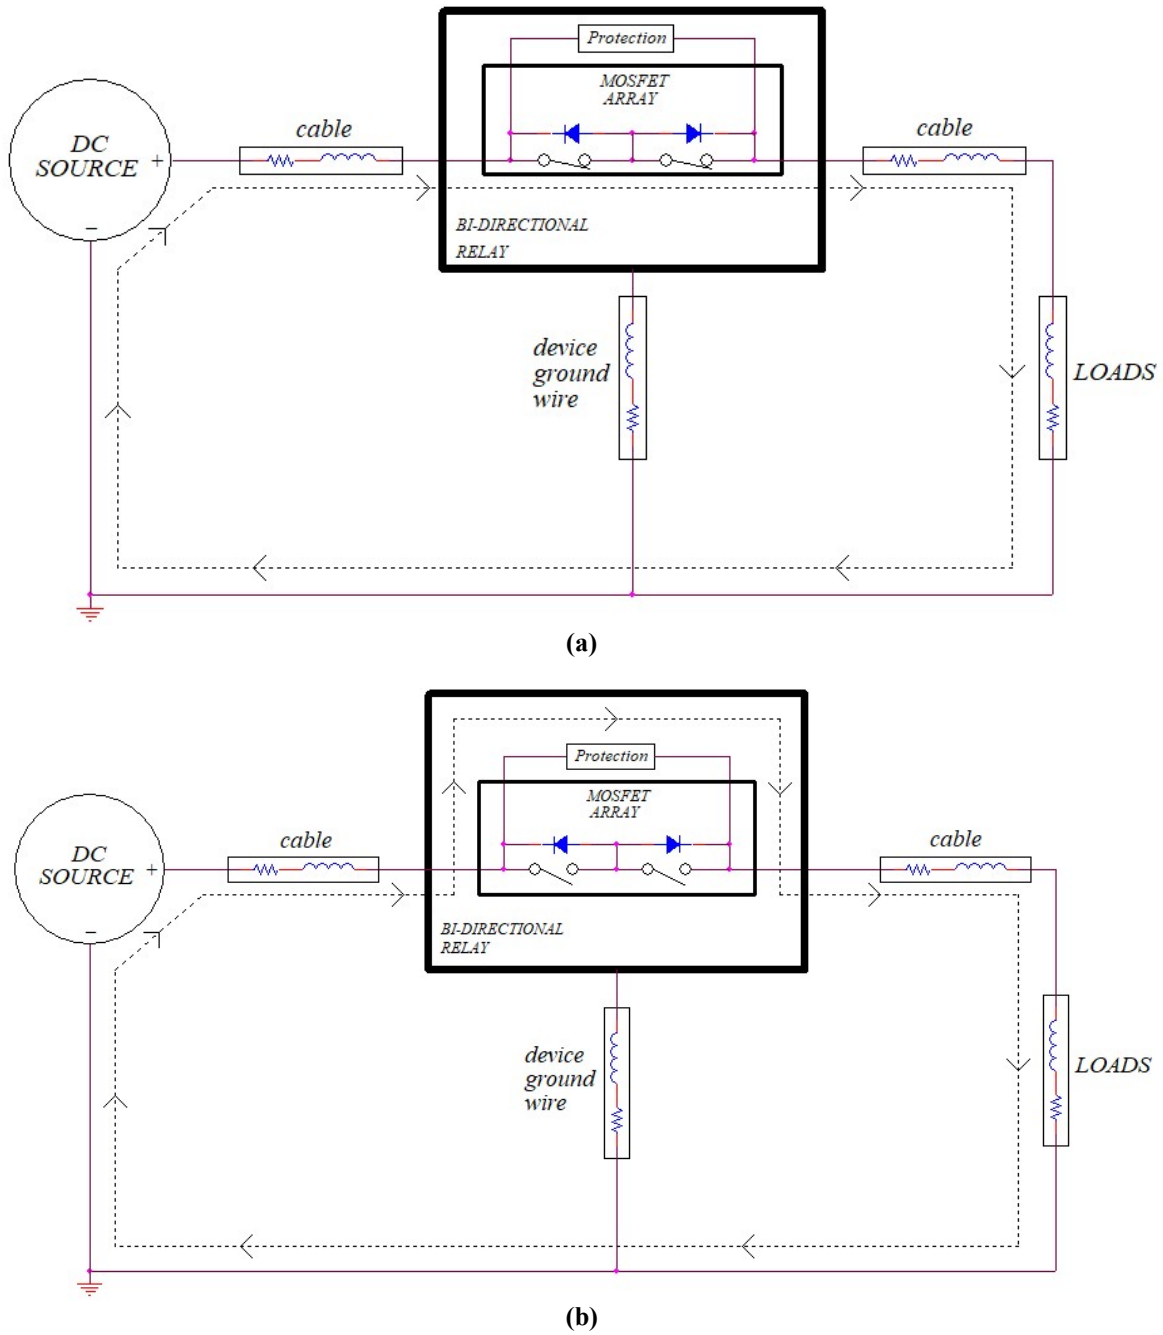 Protection
MOSFET
ARRAY
DC
SOURCE
+
−
cable
cable
BI-DIRECTIONAL
RELAY
device
ground
wire
LOADS
(a)
Protection
MOSFET
ARRAY
DC
SOURCE
+
−
cable
cable
BI-DIRECTIONAL
RELAY
device
ground
wire
LOADS
(b)